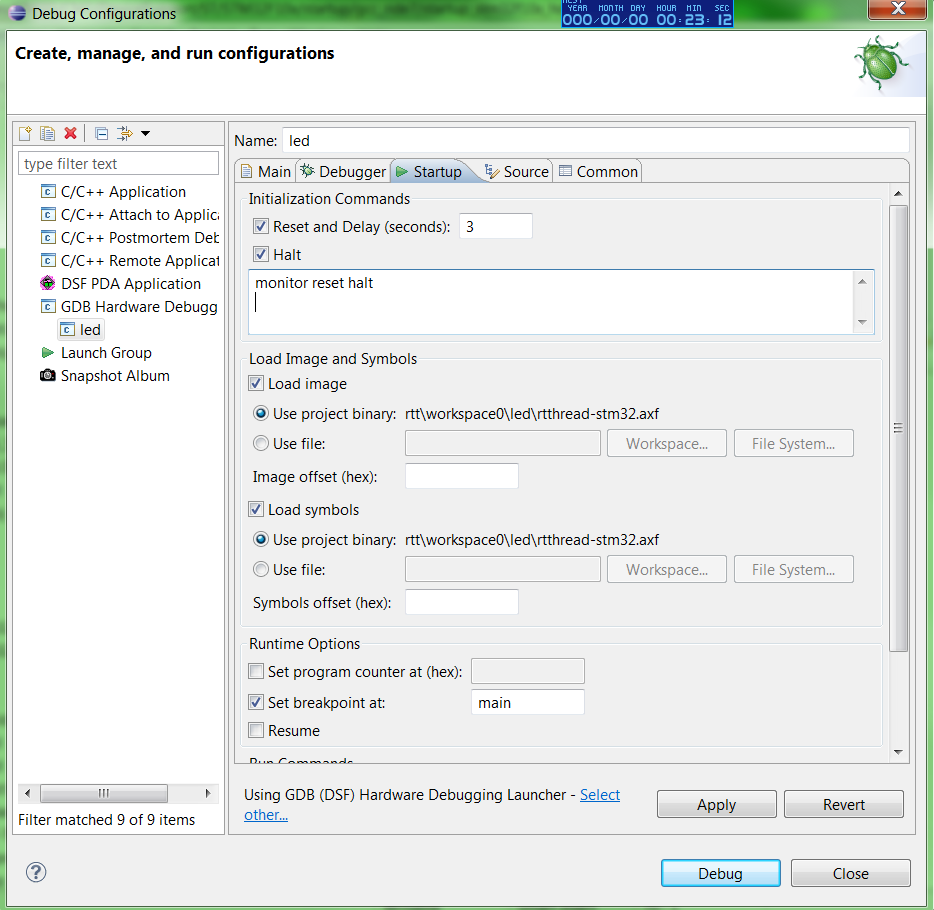 Debug Configurations
YEAR MONTH DAY HOUR MIN SEC
000/00/00 00:23:12
Create, manage, and run configurations
type filter text
C/C++ Application
C/C++ Attach to Applica
C/C++ Postmortem Deb
C/C++ Remote Applicat
DSF PDA Application
GDB Hardware Debugg
led
Launch Group
Snapshot Album
Filter matched 9 of 9 items
Name: led
Main Debugger Startup Source Common
Initialization Commands
Reset and Delay (seconds): 3
Halt
monitor reset halt
Load Image and Symbols
Load image
Use project binary: rtt\workspace0\led\rtthread-stm32.axf
Use file: Workspace... File System...
Image offset (hex):
Load symbols
Use project binary: rtt\workspace0\led\rtthread-stm32.axf
Use file: Workspace... File System...
Symbols offset (hex):
Runtime Options
Set program counter at (hex):
Set breakpoint at: main
Resume
Run Commands
Using GDB (DSF) Hardware Debugging Launcher - Select
other...
Apply Revert
Debug Close